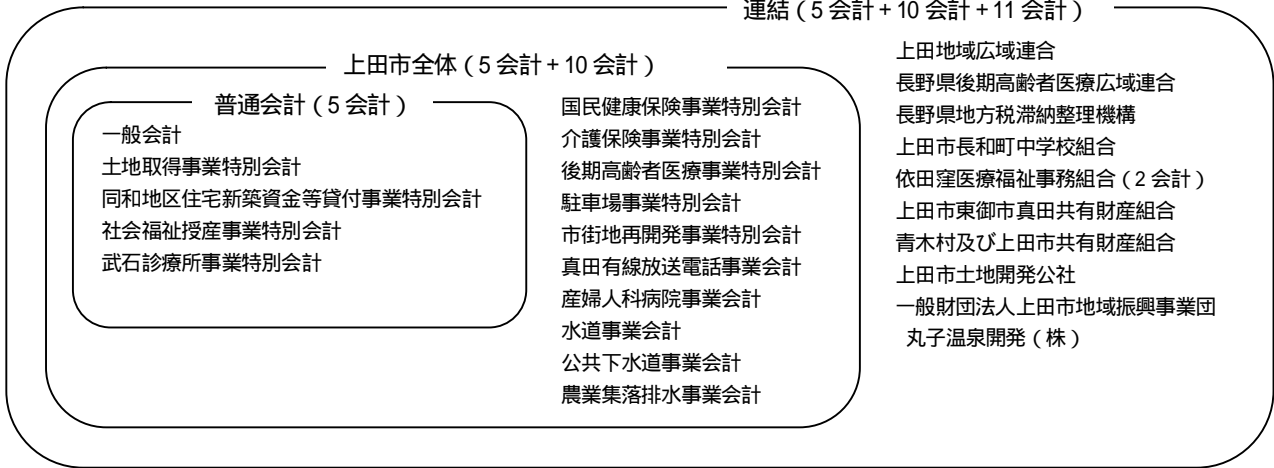 連結（5 会計＋10 会計＋11 会計）
上田市全体（5 会計＋10 会計）
普通会計（5 会計）
一般会計
土地取得事業特別会計
同和地区住宅新築資金等貸付事業特別会計
社会福祉授産事業特別会計
武石診療所事業特別会計
国民健康保険事業特別会計
介護保険事業特別会計
後期高齢者医療事業特別会計
駐車場事業特別会計
市街地再開発事業特別会計
真田有線放送電話事業会計
産婦人科病院事業会計
水道事業会計
公共下水道事業会計
農業集落排水事業会計
上田地域広域連合
長野県後期高齢者医療広域連合
長野県地方税滞納整理機構
上田市長和町中学校組合
依田窪医療福祉事務組合（2 会計）
上田市東御市真田共有財産組合
青木村及び上田市共有財産組合
上田市土地開発公社
一般財団法人上田市地域振興事業団
丸子温泉開発（株）